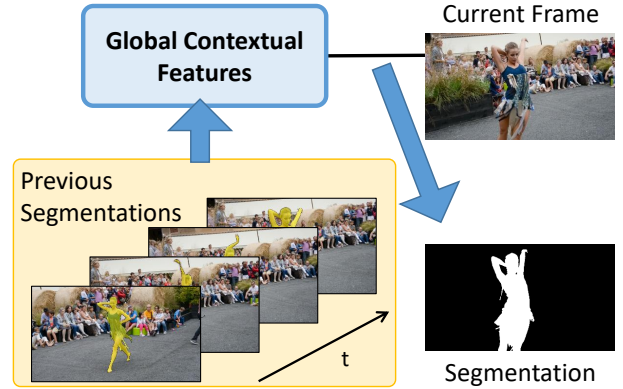 Global Contextual
Features
Current Frame
Previous
Segmentations
t
Segmentation